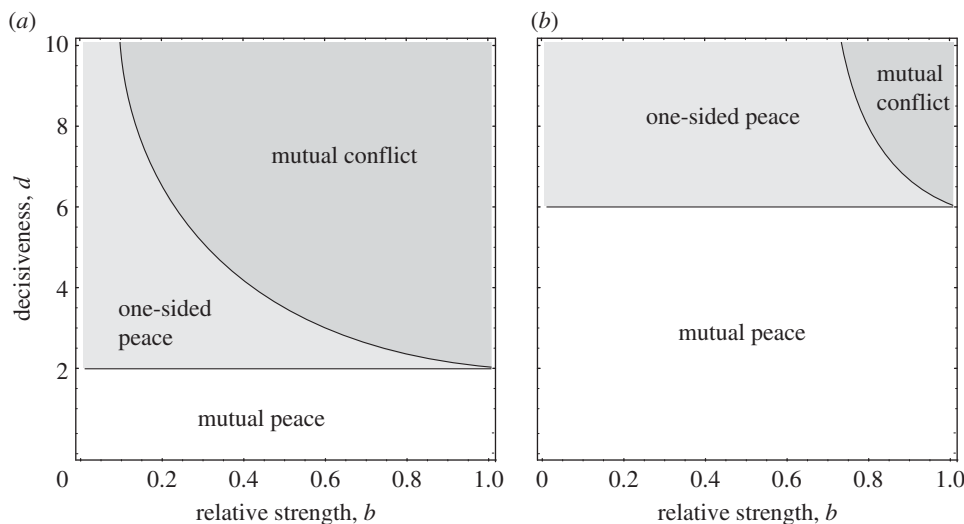 (a)
10
8
6
4
2
0
decisiveness, d
mutual conflict
one-sided
peace
mutual peace
0.2
0.4
0.6
0.8
1.0
relative strength, b
(b)
mutual
conflict
one-sided peace
mutual peace
0
0.2
0.4
0.6
0.8
1.0
relative strength, b